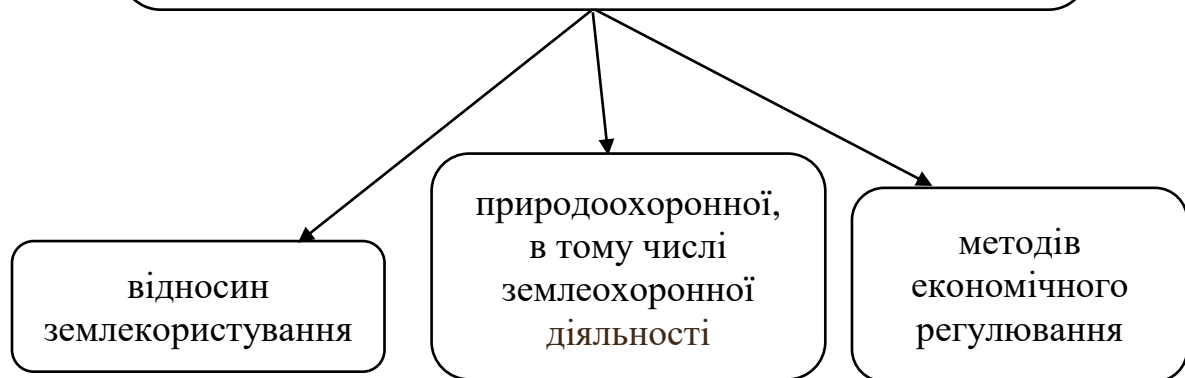 відносин
землекористування
природоохоронної,
в тому числі
землеохоронної
діяльності
методів
економічного
регулювання